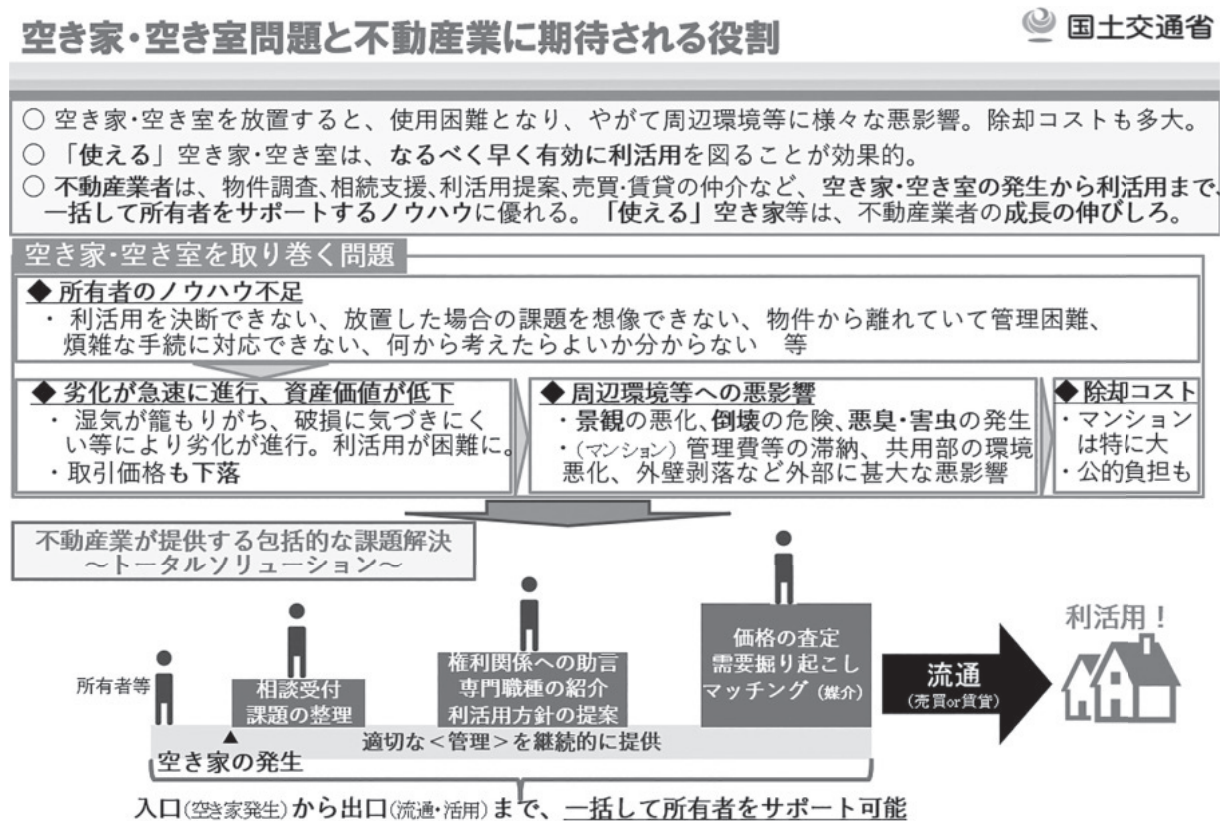 空き家・空き室問題と不動産業に期待される役割
国土交通省
○ 空き家・空き室を放置すると、使用困難となり、やがて周辺環境等に様々な悪影響。除却コストも多大。
○ 「使える」空き家・空き室は、なるべく早く有効に利活用を図ることが効果的。
○ 不動産業者は、物件調査、相続支援、利活用提案、売買・賃貸の仲介など、空き家・空き室の発生から利活用まで、
一括して所有者をサポートするノウハウに優れる。「使える」空き家等は、不動産業者の成長の伸びしろ。
空き家・空き室を取り巻く問題
◆ 所有者のノウハウ不足
・ 利活用を決断できない、放置した場合の課題を想像できない、物件から離れていて管理困難、
煩雑な手続に対応できない、何から考えたらよいか分からない 等
◆ 劣化が急速に進行、資産価値が低下
・ 湿気が籠もりがち、破損に気づきにく
い等により劣化が進行。利活用が困難に。
・取引価格も下落
◆ 周辺環境等への悪影響
・景観の悪化、倒壊の危険、悪臭・害虫の発生
・(マンション) 管理費等の滞納、共用部の環境
悪化、外壁剥落など外部に甚大な悪影響
◆ 除却コスト
・マンション
は特に大
・公的負担も
不動産業が提供する包括的な課題解決
～トータルソリューション～
所有者等
相談受付
課題の整理
権利関係への助言
専門職種の紹介
利活用方針の提案
価格の査定
需要掘り起こし
マッチング (媒介)
流通
(売買or賃貸)
利活用！
適切な＜管理＞を継続的に提供
▲
空き家の発生
入口(空き家発生)から出口(流通・活用)まで、一括して所有者をサポート可能